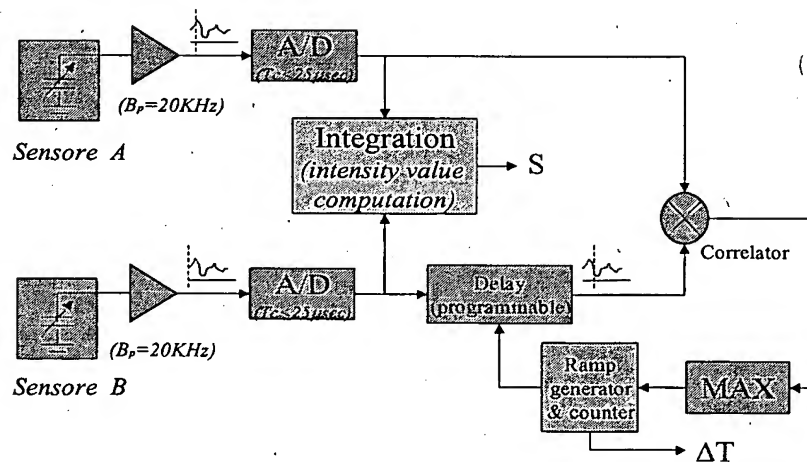 A/D
(Tc<25μsec)
(BP=20KHz)
Sensore A
Integration
(intensity value
computation)
S
Correlator
A/D
(Tc<25μsec)
(BP=20KHz)
Sensore B
Delay
(programmable)
Ramp
generator
& counter
MAX
ΔT
(